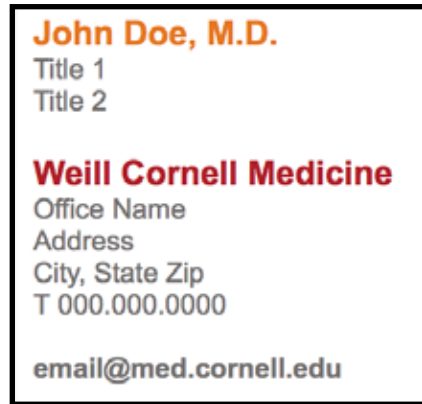 John Doe, M.D.
Title 1
Title 2
Weill Cornell Medicine
Office Name
Address
City, State Zip
T 000.000.0000
email@med.cornell.edu